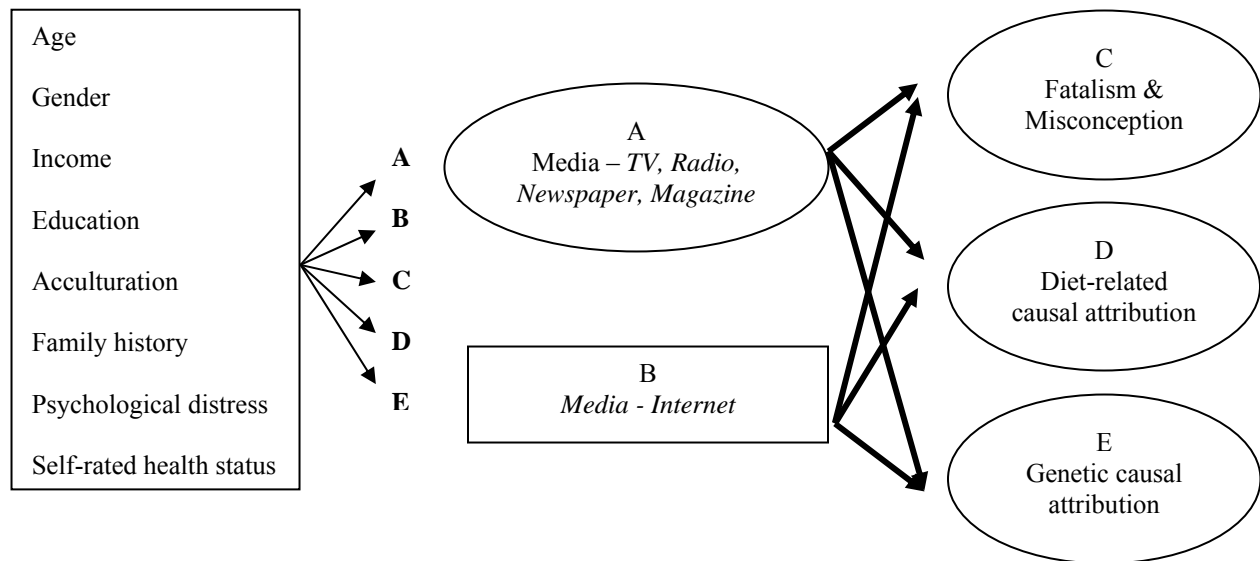 Age
Gender
Income
Education
Acculturation
Family history
Psychological distress
Self-rated health status
A
B
C
D
E
A
Media – TV, Radio,
Newspaper, Magazine
B
Media - Internet
C
Fatalism &
Misconception
D
Diet-related
causal attribution
E
Genetic causal
attribution